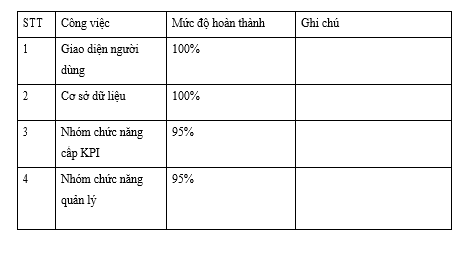 STT Công việc Mức độ hoàn thành Ghi chú
1 Giao diện người 100%
dùng
2 Cơ sở dữ liệu 100%
3 Nhóm chức năng 95%
cấp KPI
4 Nhóm chức năng 95%
quản lý